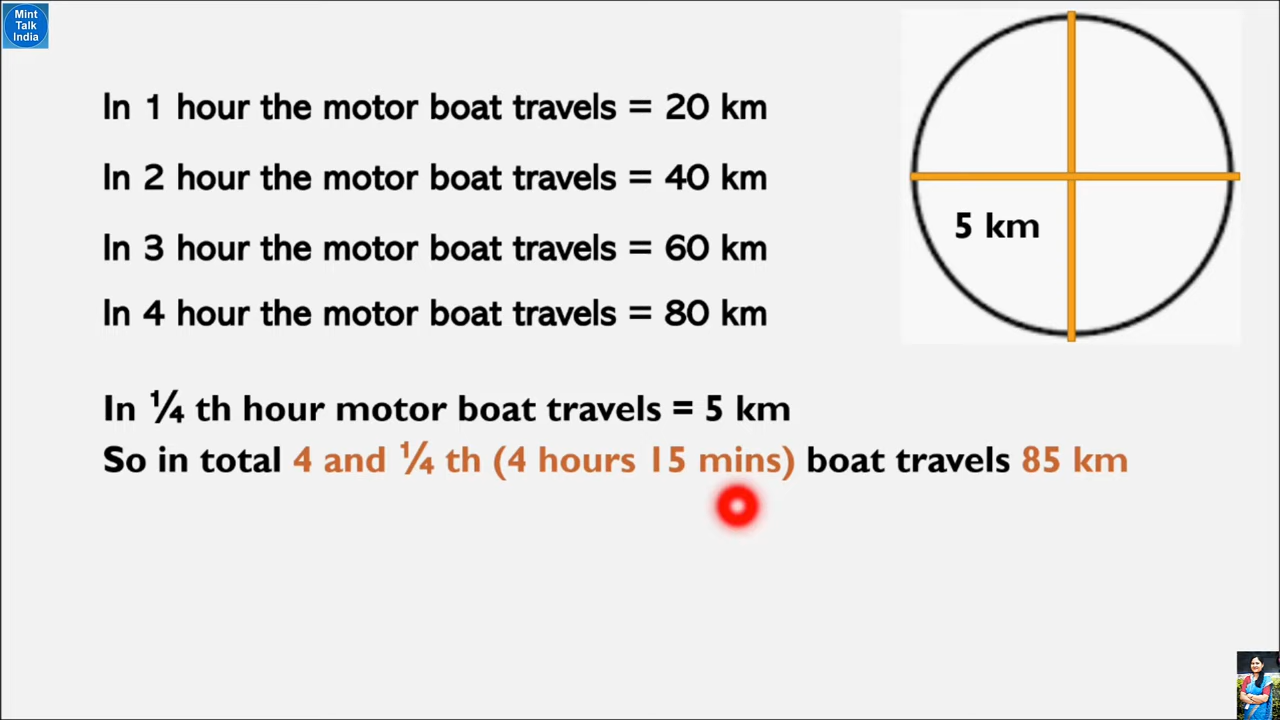 Mint
Talk
India
In 1 hour the motor boat travels = 20 km
In 2 hour the motor boat travels = 40 km
In 3 hour the motor boat travels = 60 km
In 4 hour the motor boat travels = 80 km
5 km
In ¼ th hour motor boat travels = 5 km
So in total 4 and ¼ th (4 hours 15 mins) boat travels 85 km